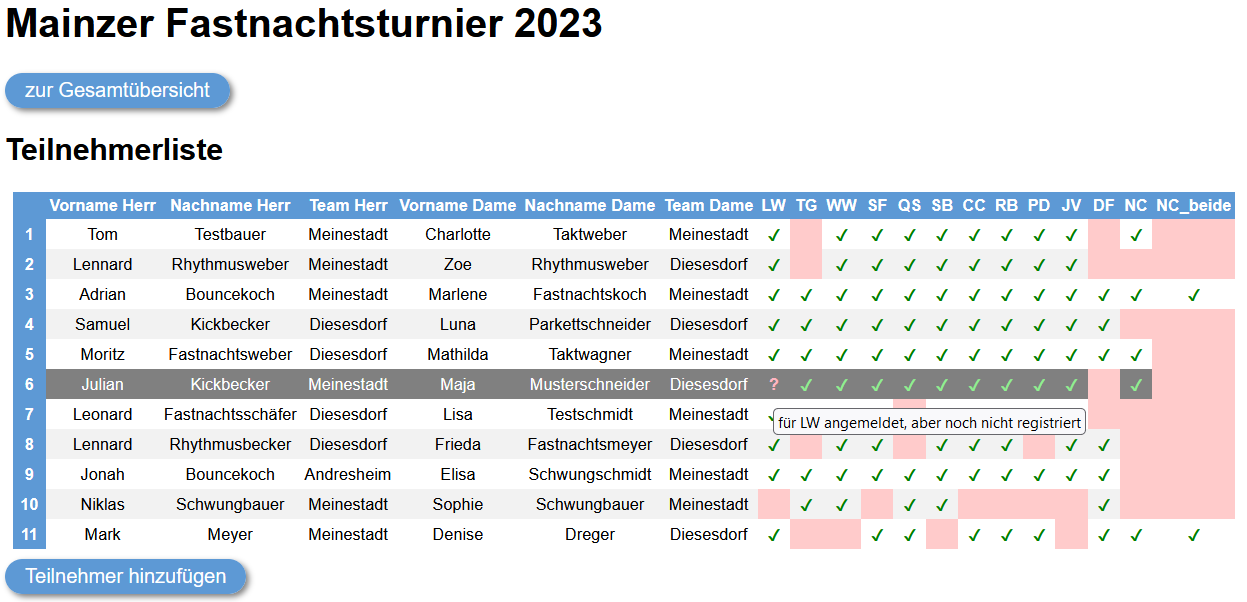 Mainzer Fastnachtsturnier 2023
zur Gesamtübersicht
Teilnehmerliste
Vorname Herr Nachname Herr Team Herr Vorname Dame Nachname Dame Team Dame LW TG WW SF QS SB CC RB PD JV DF NC NC_beide
1 Tom Testbauer Meinestadt Charlotte Taktweber Meinestadt ✓ ✓ ✓ ✓ ✓ ✓ ✓ ✓ ✓ ✓
2 Lennard Rhythmusweber Meinestadt Zoe Rhythmusweber Diesesdorf ✓ ✓ ✓ ✓ ✓ ✓ ✓ ✓ ✓
3 Adrian Bouncekoch Meinestadt Marlene Fastnachtskoch Meinestadt ✓ ✓ ✓ ✓ ✓ ✓ ✓ ✓ ✓ ✓ ✓ ✓ ✓
4 Samuel Kickbecker Diesesdorf Luna Parkettschneider Diesesdorf ✓ ✓ ✓ ✓ ✓ ✓ ✓ ✓ ✓ ✓ ✓
5 Moritz Fastnachtsweber Diesesdorf Mathilda Taktwagner Meinestadt ✓ ✓ ✓ ✓ ✓ ✓ ✓ ✓ ✓ ✓ ✓ ✓
6 Julian Kickbecker Meinestadt Maja Musterschneider Diesesdorf ? ✓ ✓ ✓ ✓ ✓ ✓ ✓ ✓ ✓ ✓
7 Leonard Fastnachtsschäfer Diesesdorf Lisa Testschmidt Meinestadt
für LW angemeldet, aber noch nicht registriert
8 Lennard Rhythmusbecker Diesesdorf Frieda Fastnachtsmeyer Diesesdorf ✓ ✓ ✓ ✓ ✓ ✓ ✓ ✓
9 Jonah Bouncekoch Andresheim Elisa Schwungschmidt Meinestadt ✓ ✓ ✓ ✓ ✓ ✓ ✓ ✓ ✓ ✓ ✓
10 Niklas Schwungbauer Meinestadt Sophie Schwungbauer Meinestadt ✓ ✓ ✓ ✓ ✓
11 Mark Meyer Meinestadt Denise Dreger Diesesdorf ✓ ✓ ✓ ✓ ✓ ✓ ✓ ✓ ✓
Teilnehmer hinzufügen